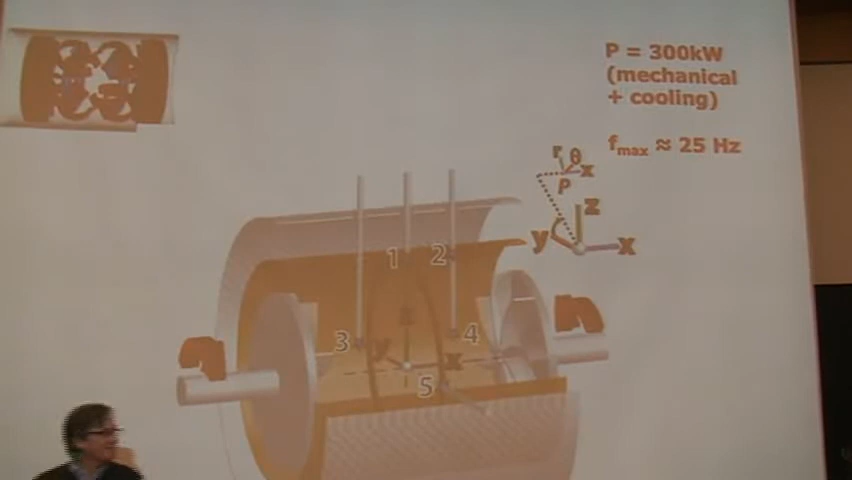 P = 300kW
(mechanical
+ cooling)
fmax ≈ 25 Hz
r θ x
P
z
y x
1 2
3 4
z
y x
5